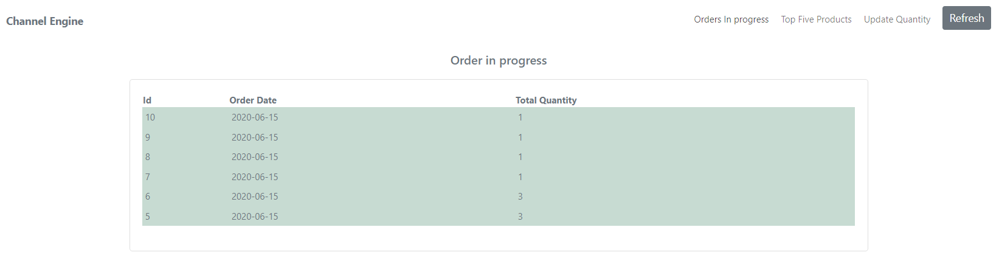 Channel Engine Orders In progress Top Five Products Update Quantity Refresh
Order in progress
Id Order Date Total Quantity
10 2020-06-15 1
9 2020-06-15 1
8 2020-06-15 1
7 2020-06-15 1
6 2020-06-15 3
5 2020-06-15 3